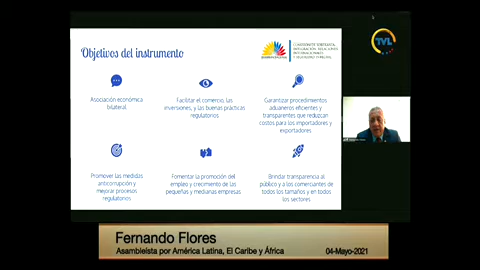 Objetivos del instrumento
COMISIÓN DE SOBERANÍA,
INTEGRACIÓN, RELACIONES
INTERNACIONALES
Y SEGURIDAD INTEGRAL
TVL
Asociación económica
bilateral
Facilitar el comercio, las
inversiones, y las buenas prácticas
regulatorias
Garantizar procedimientos
aduaneros eficientes y
transparentes que reduzcan
costos para los importadores y
exportadores
Promover las medidas
anticorrupción y
mejorar procesos
regulatorios
Fomentar la promoción del
empleo y crecimiento de las
pequeñas y medianas empresas
Brindar transparencia al
público y a los comerciantes de
todos los tamaños y en todos
los sectores
Fernando Flores
Asambleísta por América Latina, El Caribe y África
04-Mayo-2021